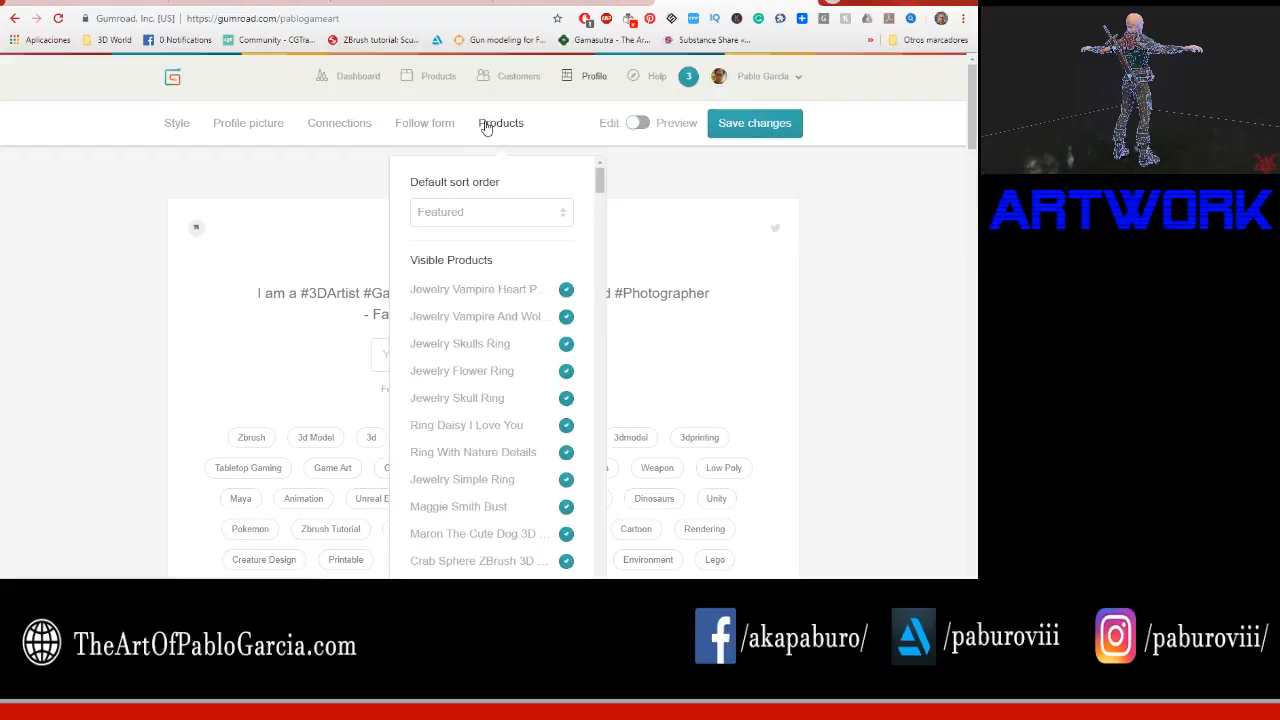 Gumroad, Inc. [US] | https://gumroad.com/pablogameart
Aplicaciones 3D World 0 Notifications Community - CGTra... ZBrush tutorial: Scu... Gun modeling for F... Gamasutra - The Art... Substance Share «... » Otros marcadores
Dashboard Products Customers Profile Help 3 Pablo Garcia
Style Profile picture Connections Follow form Products Edit Preview Save changes
Default sort order
Featured
Visible Products
Jewelry Vampire Heart P...
Jewelry Vampire And Wol...
Jewelry Skulls Ring
Jewelry Flower Ring
Jewelry Skull Ring
Ring Daisy I Love You
Ring With Nature Details
Jewelry Simple Ring
Maggie Smith Bust
Maron The Cute Dog 3D ...
Crab Sphere ZBrush 3D ...
I am a #3DArtist #Ga d #Photographer
- Fa
Zbrush 3d Model 3d 3dmodel 3dprinting
Tabletop Gaming Game Art Weapon Low Poly
Maya Animation Unreal E Dinosaurs Unity
Pokemon Zbrush Tutorial Cartoon Rendering
Creature Design Printable Environment Lego
ARTWORK
TheArtOfPabloGarcia.com
/akapaburo/
/paburoviii
/paburoviii/